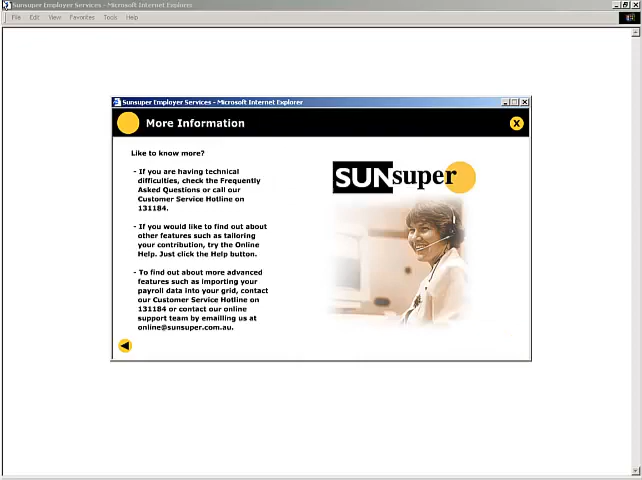 Sunsuper Employer Services - Microsoft Internet Explorer
File Edit View Favorites Tools Help
Sunsuper Employer Services - Microsoft Internet Explorer
More Information
X
Like to know more?
- If you are having technical
difficulties, check the Frequently
Asked Questions or call our
Customer Service Hotline on
131184.
- If you would like to find out about
other features such as tailoring
your contribution, try the Online
Help. Just click the Help button.
- To find out about more advanced
features such as importing your
payroll data into your grid, contact
our Customer Service Hotline on
131184 or contact our online
support team by emailling us at
online@sunsuper.com.au.
SUNsuper